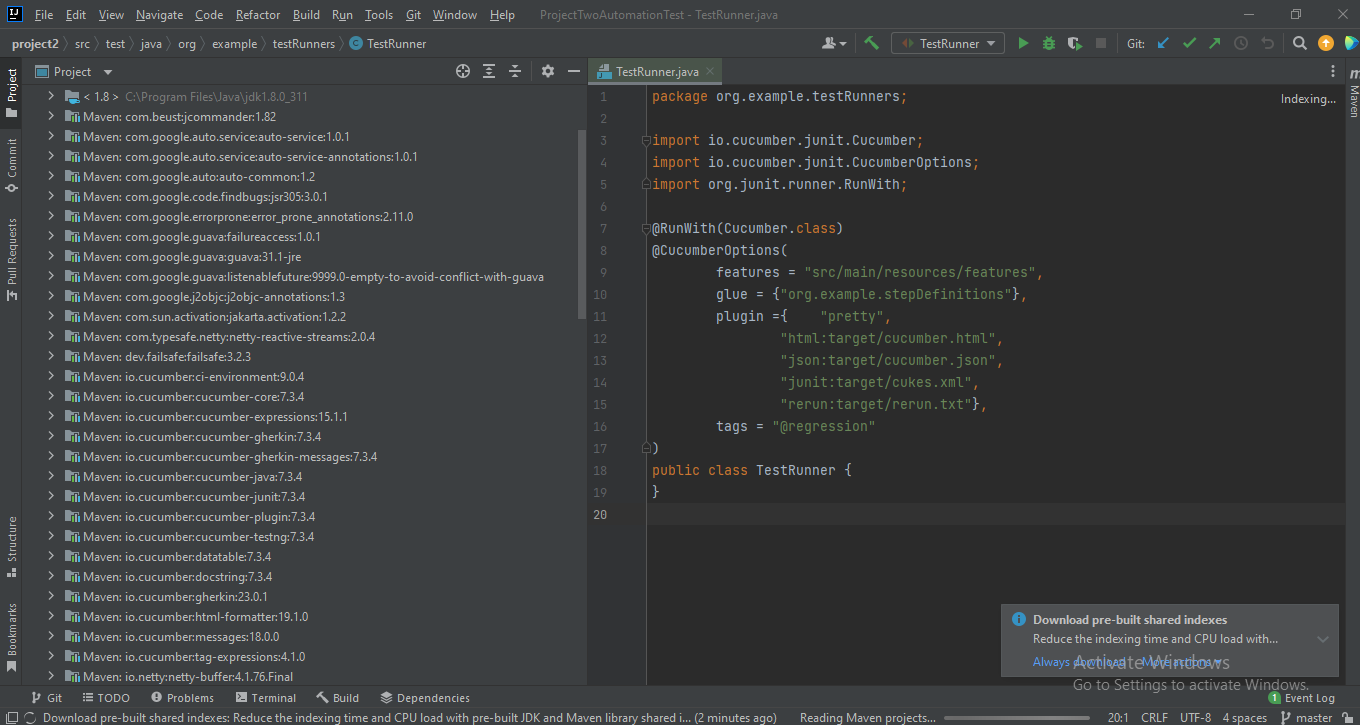 File Edit View Navigate Code Refactor Build Run Tools Git Window Help ProjectTwoAutomationTest - TestRunner.java
project2 src test java org example testRunners TestRunner
TestRunner Git:
Project
TestRunner.java
Project
Commit
Pull Requests
Structure
Bookmarks
< 1.8 > C:\Program Files\Java\jdk1.8.0_311
Maven: com.beust:jcommander:1.82
Maven: com.google.auto.service:auto-service:1.0.1
Maven: com.google.auto.service:auto-service-annotations:1.0.1
Maven: com.google.auto:auto-common:1.2
Maven: com.google.code.findbugs:jsr305:3.0.1
Maven: com.google.errorprone:error_prone_annotations:2.11.0
Maven: com.google.guava:failureaccess:1.0.1
Maven: com.google.guava:guava:31.1-jre
Maven: com.google.guava:listenablefuture:9999.0-empty-to-avoid-conflict-with-guava
Maven: com.google.j2objc:j2objc-annotations:1.3
Maven: com.sun.activation:jakarta.activation:1.2.2
Maven: com.typesafe.netty:netty-reactive-streams:2.0.4
Maven: dev.failsafe:failsafe:3.2.3
Maven: io.cucumber:ci-environment:9.0.4
Maven: io.cucumber:cucumber-core:7.3.4
Maven: io.cucumber:cucumber-expressions:15.1.1
Maven: io.cucumber:cucumber-gherkin:7.3.4
Maven: io.cucumber:cucumber-gherkin-messages:7.3.4
Maven: io.cucumber:cucumber-java:7.3.4
Maven: io.cucumber:cucumber-junit:7.3.4
Maven: io.cucumber:cucumber-plugin:7.3.4
Maven: io.cucumber:cucumber-testng:7.3.4
Maven: io.cucumber:datatable:7.3.4
Maven: io.cucumber:docstring:7.3.4
Maven: io.cucumber:gherkin:23.0.1
Maven: io.cucumber:html-formatter:19.1.0
Maven: io.cucumber:messages:18.0.0
Maven: io.cucumber:tag-expressions:4.1.0
Maven: io.netty:netty-buffer:4.1.76.Final
1 package org.example.testRunners;
2
3 import io.cucumber.junit.Cucumber;
4 import io.cucumber.junit.CucumberOptions;
5 import org.junit.runner.RunWith;
6
7 @RunWith(Cucumber.class)
8 @CucumberOptions(
9 features = "src/main/resources/features",
10 glue = {"org.example.stepDefinitions"},
11 plugin ={ "pretty",
12 "html:target/cucumber.html",
13 "json:target/cucumber.json",
14 "junit:target/cukes.xml",
15 "rerun:target/rerun.txt"},
16 tags = "@regression"
17 )
18 public class TestRunner {
19 }
20
Indexing...
m
Maven
Download pre-built shared indexes
Reduce the indexing time and CPU load with...
Always download More actions
Activate Windows
Go to Settings to activate Windows.
Git TODO Problems Terminal Build Dependencies 1 Event Log
Download pre-built shared indexes: Reduce the indexing time and CPU load with pre-built JDK and Maven library shared i... (2 minutes ago) Reading Maven projects... 20:1 CRLF UTF-8 4 spaces master